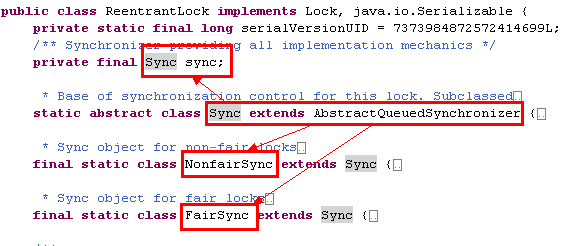 public class ReentrantLock implements Lock, java.io.Serializable {
private static final long serialVersionUID = 7373984872572414699L;
/** Synchronizer providing all implementation mechanics */
private final Sync sync;
* Base of synchronization control for this lock. Subclassed
static abstract class Sync extends AbstractQueuedSynchronizer {
* Sync object for non-fair locks
final static class NonfairSync extends Sync {
* Sync object for fair locks
final static class FairSync extends Sync {